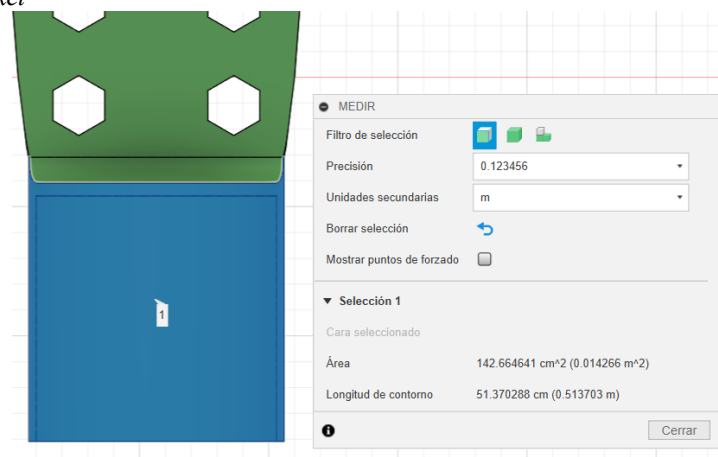 MEDIR
Filtro de selección
Precisión 0.123456
Unidades secundarias m
Borrar selección
Mostrar puntos de forzado
Selección 1
Cara seleccionado
Área 142.664641 cm^2 (0.014266 m^2)
Longitud de contorno 51.370288 cm (0.513703 m)
Cerrar
1